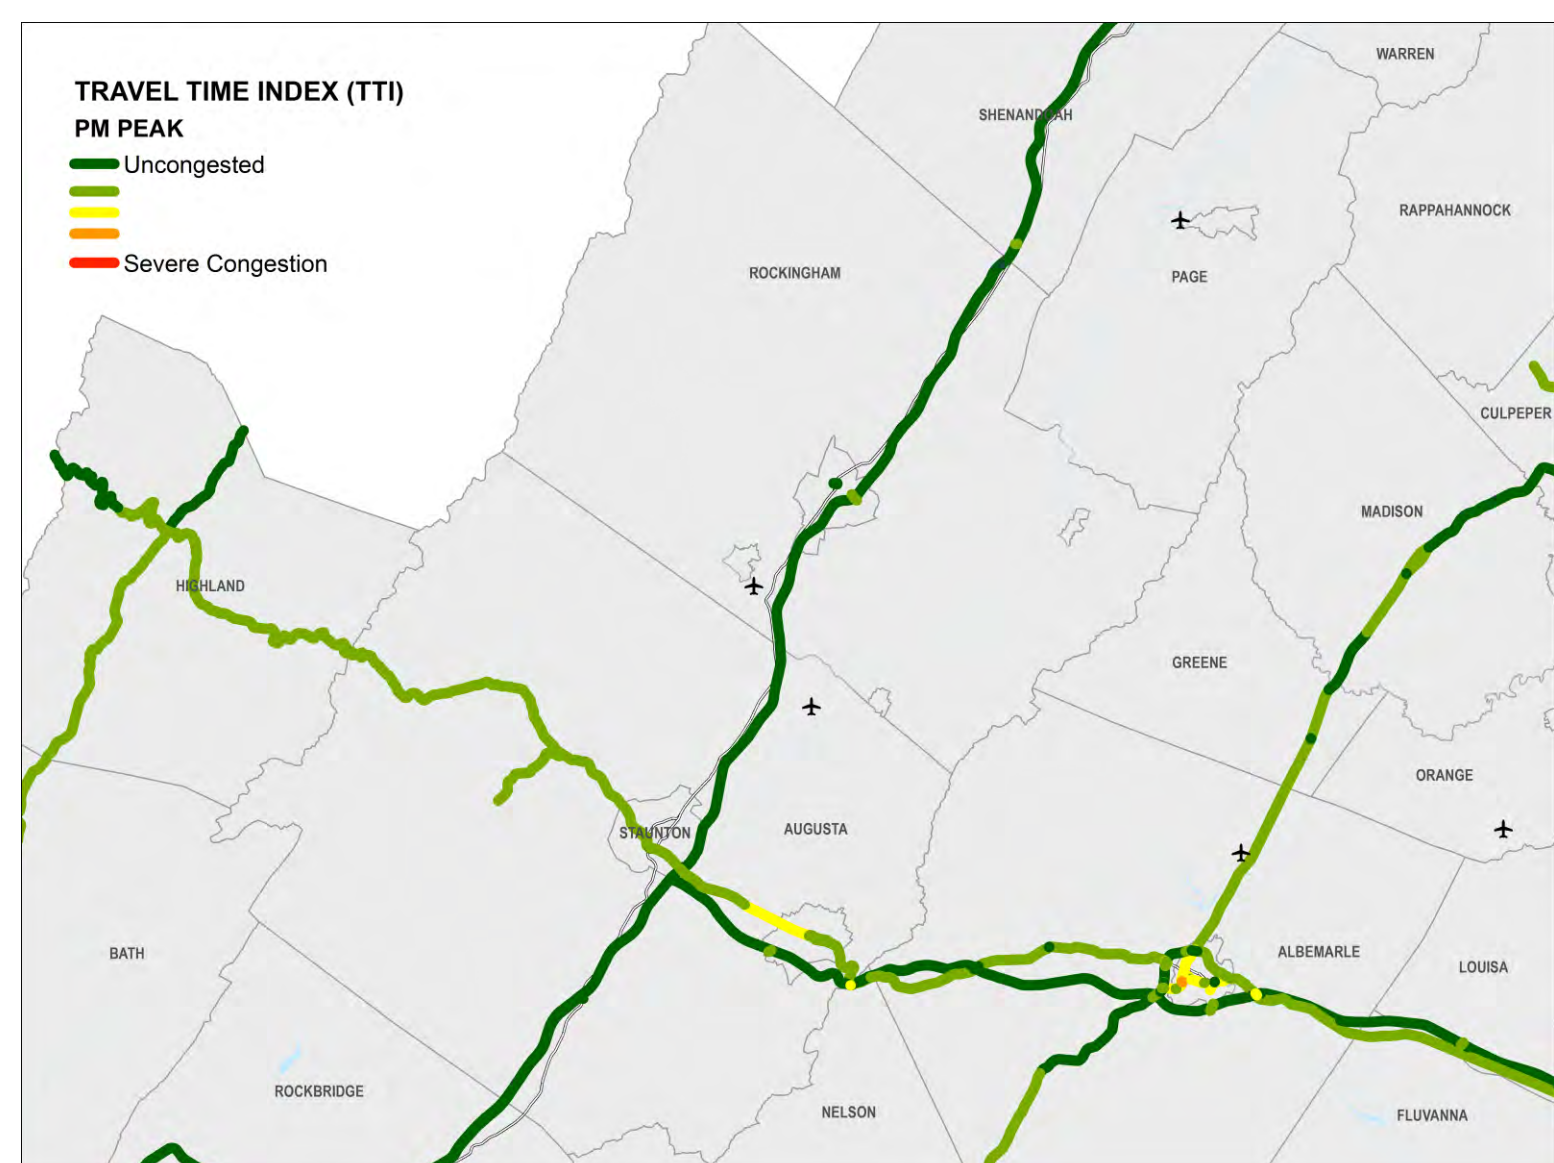 TRAVEL TIME INDEX (TTI)
PM PEAK
Uncongested
Severe Congestion
WARREN
SHENANDOAH
RAPPAHANNOCK
ROCKINGHAM
PAGE
CULPEPER
MADISON
HIGHLAND
GREENE
ORANGE
STAUNTON
AUGUSTA
BATH
ALBEMARLE
LOUISA
ROCKBRIDGE
NELSON
FLUVANNA